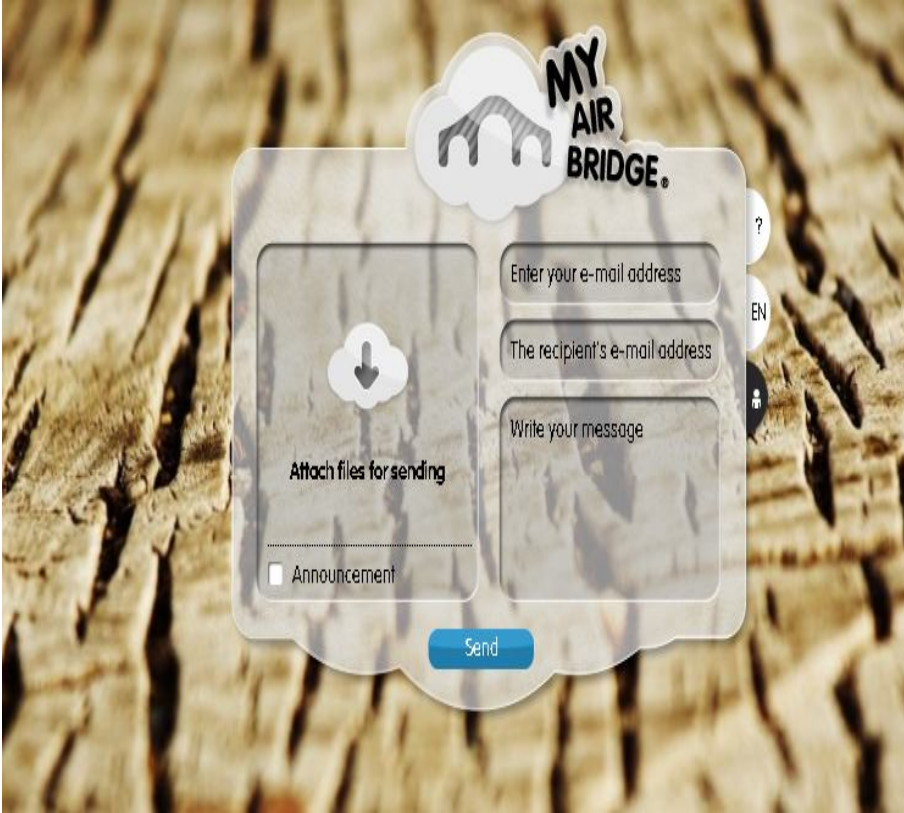 MY
AIR
BRIDGE®
?
Enter your e-mail address
EN
The recipient's e-mail address
Write your message
Attach files for sending
Announcement
Send